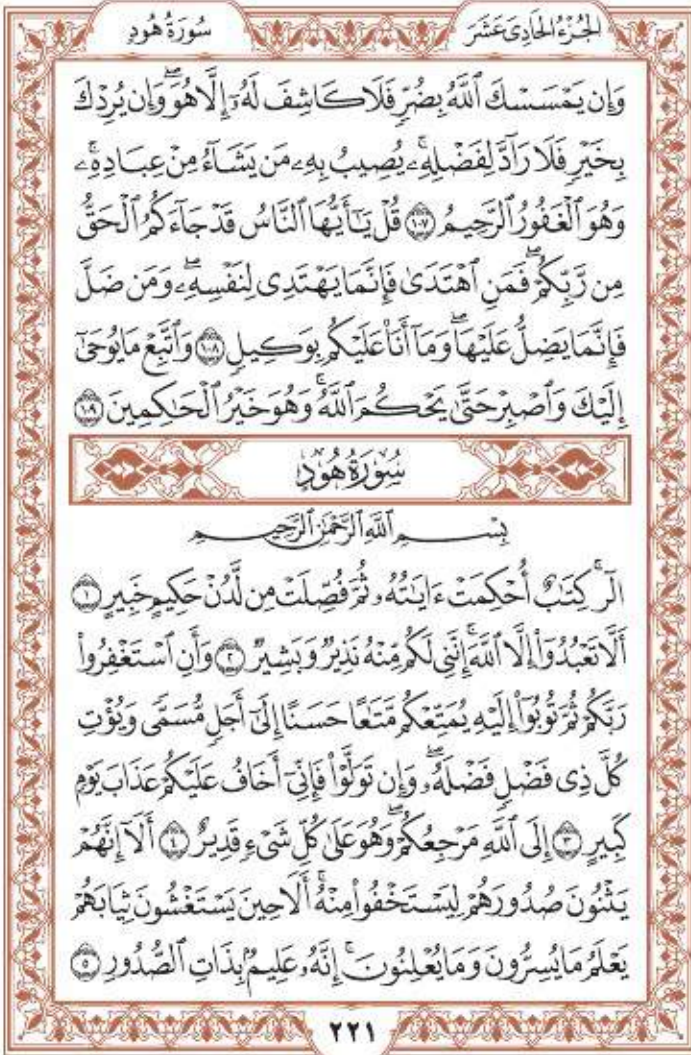 الجُزْءُ الحَادِىَ عَشَرَ
سُورَةُ هُودٍ
وَإِن يَمْسَسْكَ ٱللَّهُ بِضُرٍّ فَلَا كَاشِفَ لَهُۥٓ إِلَّا هُوَۖ وَإِن يُرِدْكَ
بِخَيْرٍ فَلَا رَآدَّ لِفَضْلِهِۦۚ يُصِيبُ بِهِۦ مَن يَشَآءُ مِنْ عِبَادِهِۦۚ
وَهُوَ ٱلْغَفُورُ ٱلرَّحِيمُ ۝١٠٧ قُلْ يَـٰٓأَيُّهَا ٱلنَّاسُ قَدْ جَآءَكُمُ ٱلْحَقُّ
مِن رَّبِّكُمْۖ فَمَنِ ٱهْتَدَىٰ فَإِنَّمَا يَهْتَدِى لِنَفْسِهِۦۖ وَمَن ضَلَّ
فَإِنَّمَا يَضِلُّ عَلَيْهَاۖ وَمَآ أَنَا۠ عَلَيْكُم بِوَكِيلٍ ۝١٠٨ وَٱتَّبِعْ مَا يُوحَىٰٓ
إِلَيْكَ وَٱصْبِرْ حَتَّىٰ يَحْكُمَ ٱللَّهُۚ وَهُوَ خَيْرُ ٱلْحَـٰكِمِينَ ۝١٠٩
سُورَةُ هُودٍ
بِسْمِ ٱللَّهِ ٱلرَّحْمَـٰنِ ٱلرَّحِيمِ
الٓرۚ كِتَـٰبٌ أُحْكِمَتْ ءَايَـٰتُهُۥ ثُمَّ فُصِّلَتْ مِن لَّدُنْ حَكِيمٍ خَبِيرٍ ۝١
أَلَّا تَعْبُدُوٓا۟ إِلَّا ٱللَّهَۚ إِنَّنِى لَكُم مِّنْهُ نَذِيرٌ وَبَشِيرٌ ۝٢ وَأَنِ ٱسْتَغْفِرُوا۟
رَبَّكُمْ ثُمَّ تُوبُوٓا۟ إِلَيْهِ يُمَتِّعْكُم مَّتَـٰعًا حَسَنًا إِلَىٰٓ أَجَلٍ مُّسَمًّى وَيُؤْتِ
كُلَّ ذِى فَضْلٍ فَضْلَهُۥۖ وَإِن تَوَلَّوْا۟ فَإِنِّىٓ أَخَافُ عَلَيْكُمْ عَذَابَ يَوْمٍ
كَبِيرٍ ۝٣ إِلَى ٱللَّهِ مَرْجِعُكُمْۖ وَهُوَ عَلَىٰ كُلِّ شَىْءٍ قَدِيرٌ ۝٤ أَلَآ إِنَّهُمْ
يَثْنُونَ صُدُورَهُمْ لِيَسْتَخْفُوا۟ مِنْهُۚ أَلَا حِينَ يَسْتَغْشُونَ ثِيَابَهُمْ
يَعْلَمُ مَا يُسِرُّونَ وَمَا يُعْلِنُونَۚ إِنَّهُۥ عَلِيمٌۢ بِذَاتِ ٱلصُّدُورِ ۝٥
٢٢١